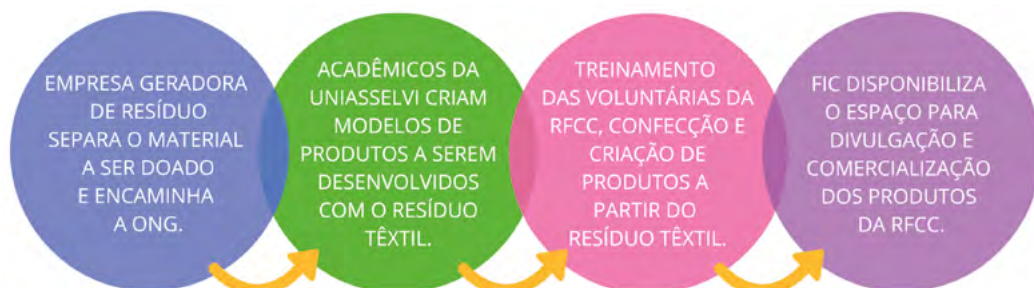 EMPRESA GERADORA
DE RESÍDUO
SEPARA O MATERIAL
A SER DOADO
E ENCAMINHA
A ONG.
ACADÊMICOS DA
UNIASSELVI CRIAM
MODELOS DE
PRODUTOS A SEREM
DESENVOLVIDOS
COM O RESÍDUO
TÊXTIL.
TREINAMENTO
DAS VOLUNTÁRIAS DA
RFCC, CONFECÇÃO E
CRIAÇÃO DE
PRODUTOS A
PARTIR DO
RESÍDUO TÊXTIL.
FIC DISPONIBILIZA
O ESPAÇO PARA
DIVULGAÇÃO E
COMERCIALIZAÇÃO
DOS PRODUTOS
DA RFCC.